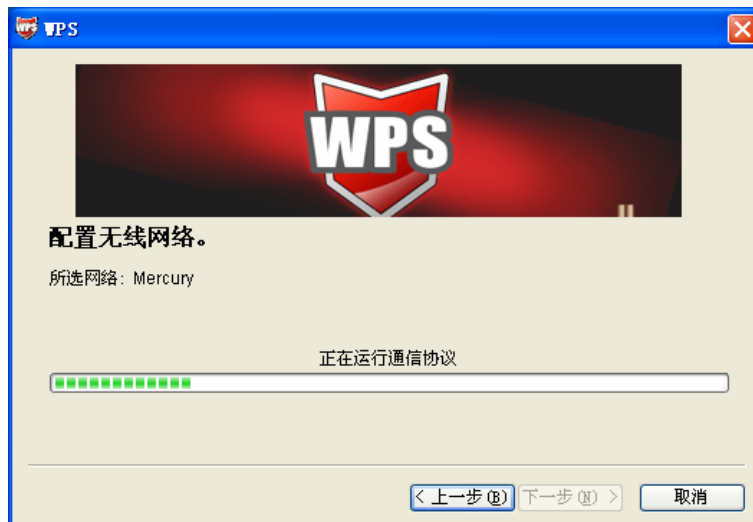 WPS
WPS
配置无线网络。
所选网络: Mercury
正在运行通信协议
< 上一步(B)
下一步(N) >
取消